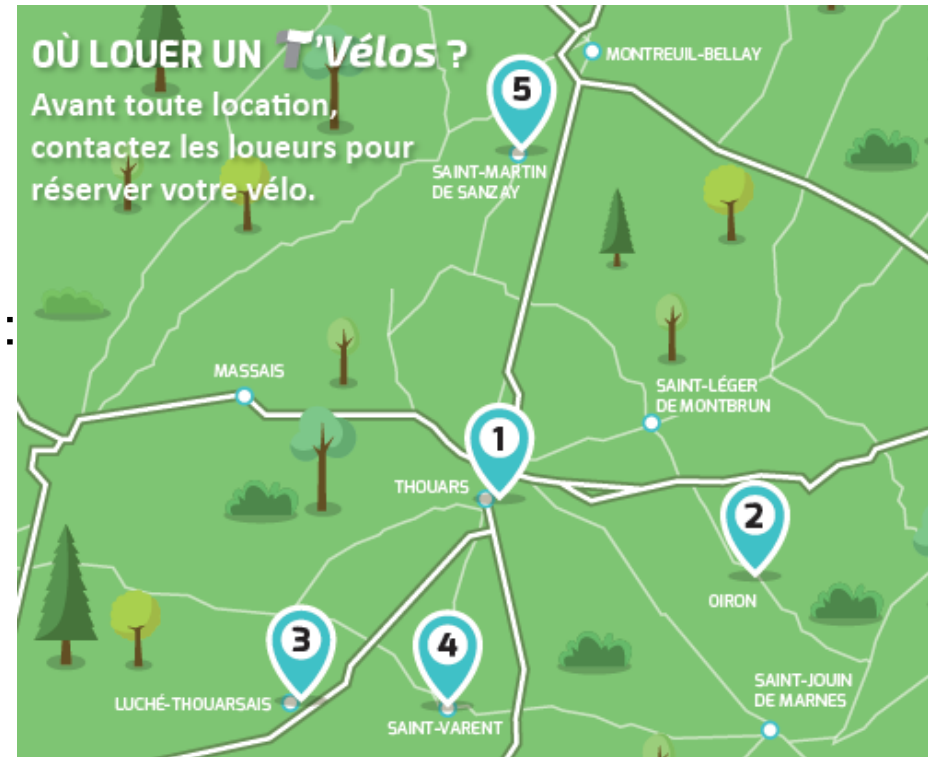 OÙ LOUER UN T'Vélos ?
Avant toute location,
contactez les loueurs pour
réserver votre vélo.
MONTREUIL-BELLAY
5
SAINT-MARTIN
DE SANZAY
:
MASSAIS
SAINT-LÉGER
DE MONTBRUN
1
THOUARS
2
OIRON
3
LUCHÉ-THOUARSAIS
4
SAINT-VARENT
SAINT-JOUIN
DE MARNES